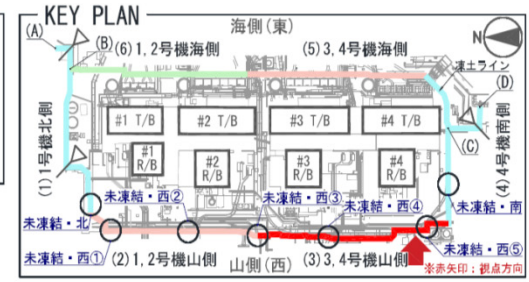 KEY PLAN
海側(東)
N
(A)
(B)
(6)1,2号機海側
(5)3,4号機海側
凍土ライン
(D)
#1 T/B
#2 T/B
#3 T/B
#4 T/B
(C)
(1)1号機北側
#1
R/B
#2
R/B
#3
R/B
#4
R/B
(4)4号機南側
未凍結・北
未凍結・西②
未凍結・西③
未凍結・西④
未凍結・南
未凍結・西①
(2)1,2号機山側
山側(西)
(3)3,4号機山側
未凍結・西⑤
※赤矢印:視点方向